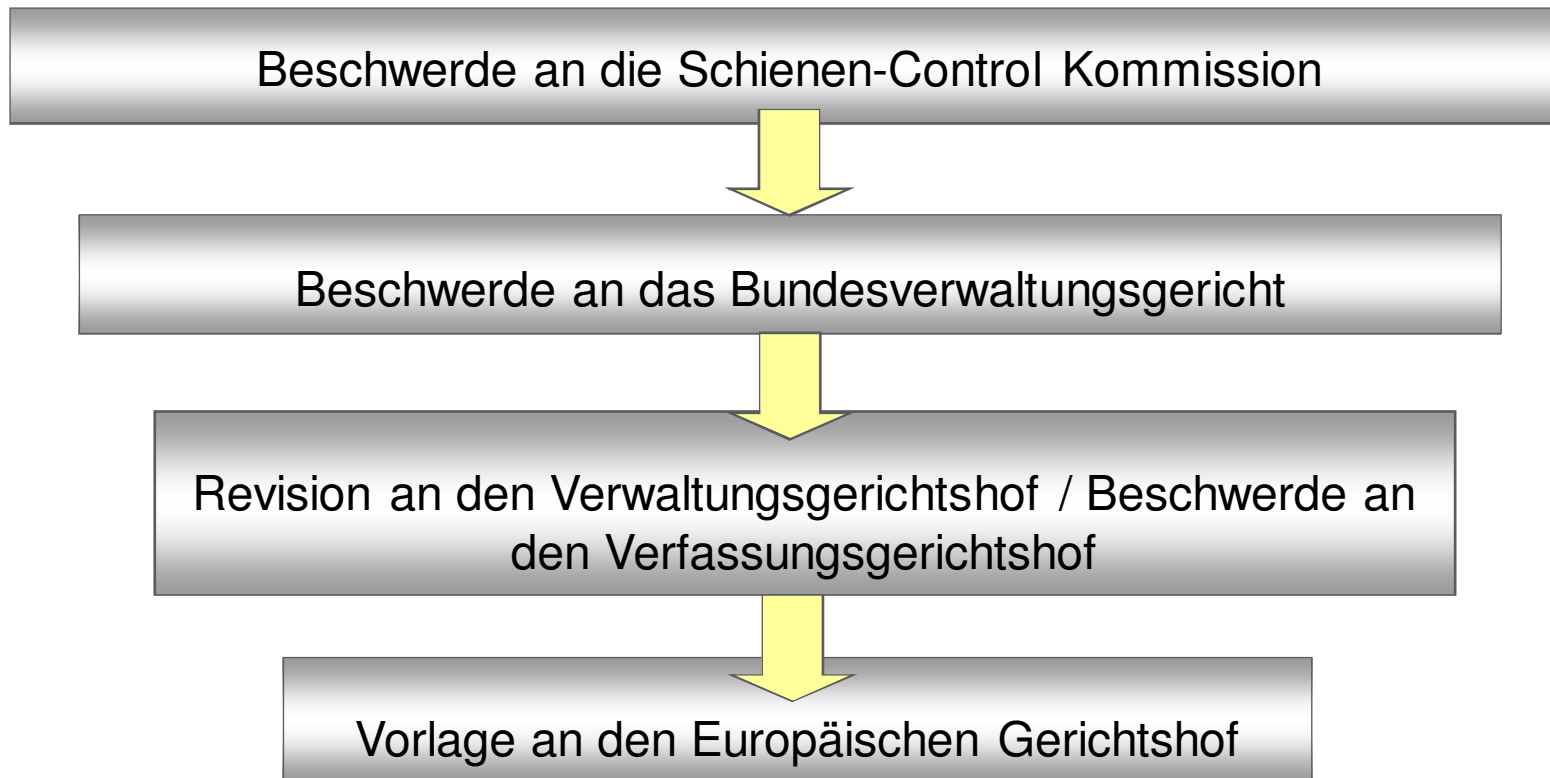 Beschwerde an die Schienen-Control Kommission
Beschwerde an das Bundesverwaltungsgericht
Revision an den Verwaltungsgerichtshof / Beschwerde an
den Verfassungsgerichtshof
Vorlage an den Europäischen Gerichtshof